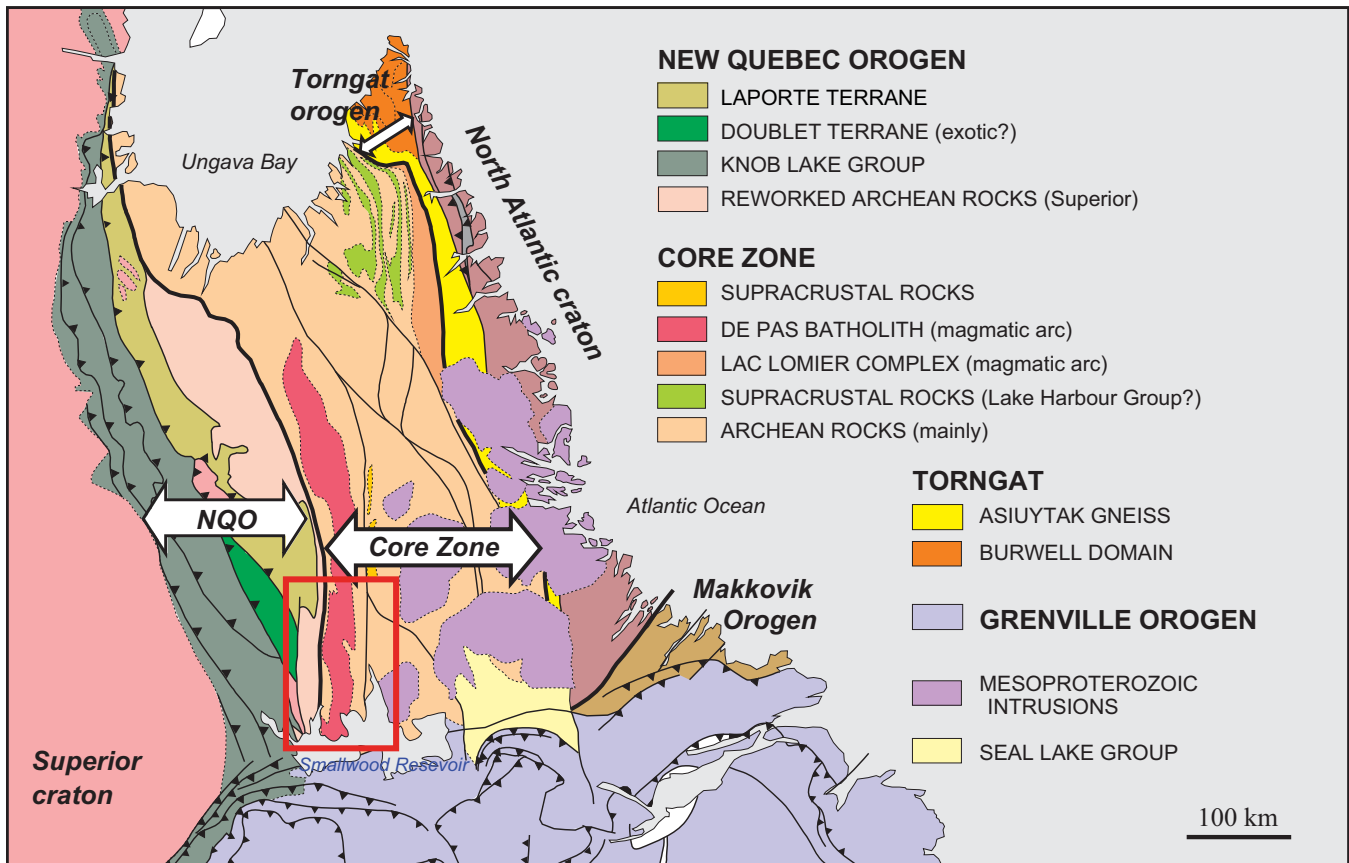 Torngat
orogen
Ungava Bay
North Atlantic craton
NQO
Core Zone
Atlantic Ocean
Makkovik
Orogen
Superior
craton
Smallwood Resevoir
NEW QUEBEC OROGEN
LAPORTE TERRANE
DOUBLET TERRANE (exotic?)
KNOB LAKE GROUP
REWORKED ARCHEAN ROCKS (Superior)
CORE ZONE
SUPRACRUSTAL ROCKS
DE PAS BATHOLITH (magmatic arc)
LAC LOMIER COMPLEX (magmatic arc)
SUPRACRUSTAL ROCKS (Lake Harbour Group?)
ARCHEAN ROCKS (mainly)
TORNGAT
ASIUYTAK GNEISS
BURWELL DOMAIN
GRENVILLE OROGEN
MESOPROTEROZOIC
INTRUSIONS
SEAL LAKE GROUP
100 km